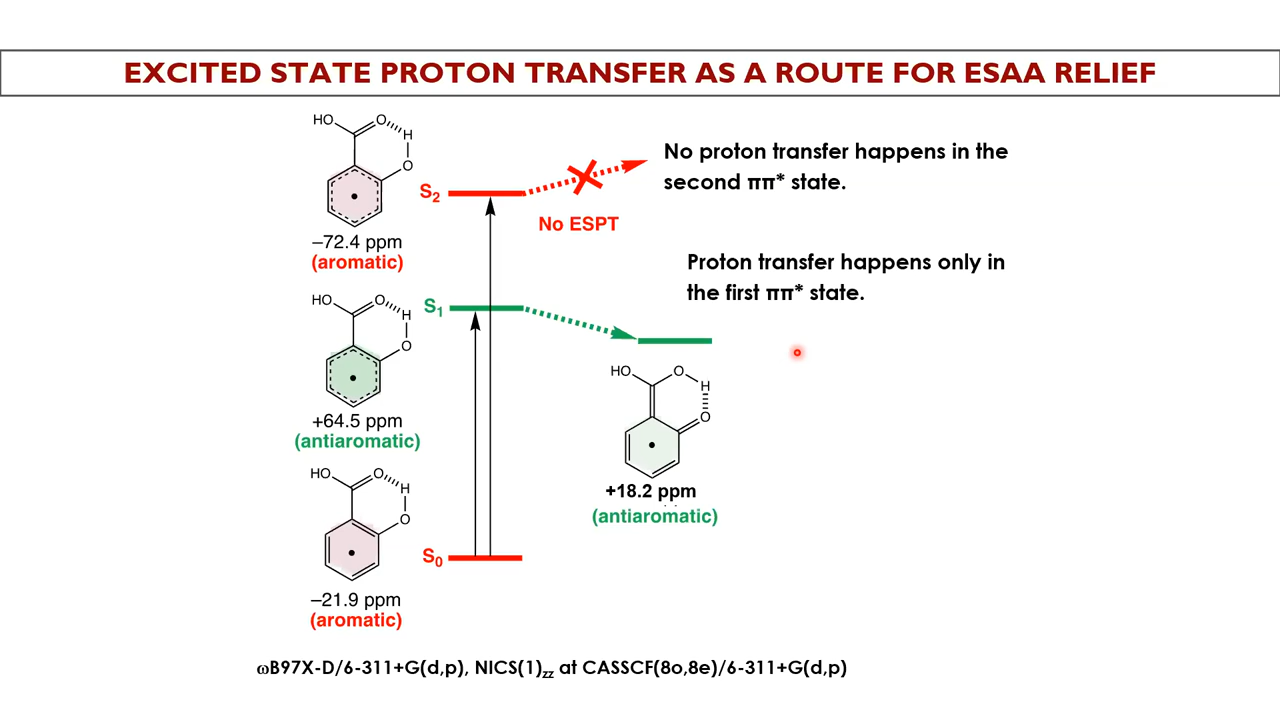 EXCITED STATE PROTON TRANSFER AS A ROUTE FOR ESAA RELIEF
HO
O
H
O
–72.4 ppm
(aromatic)
S2
No ESPT
No proton transfer happens in the
second ππ* state.
Proton transfer happens only in
the first ππ* state.
HO
O
H
O
+64.5 ppm
(antiaromatic)
S1
HO
O
H
O
+18.2 ppm
(antiaromatic)
HO
O
H
O
–21.9 ppm
(aromatic)
S0
ωB97X-D/6-311+G(d,p), NICS(1)zz at CASSCF(8o,8e)/6-311+G(d,p)